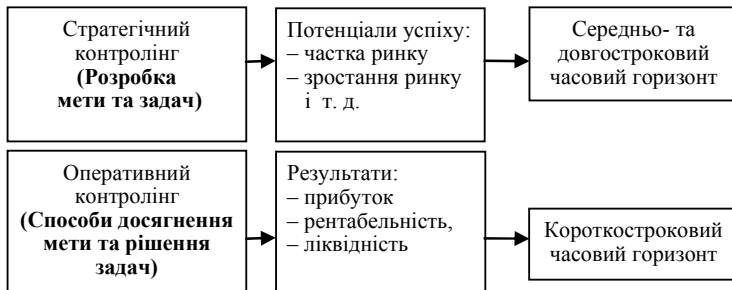 Стратегічний
контролінг
(Розробка
мети та задач)
Потенціали успіху:
– частка ринку
– зростання ринку
і т. д.
Середньо- та
довгостроковий
часовий горизонт
Оперативний
контролінг
(Способи досягнення
мети та рішення
задач)
Результати:
– прибуток
– рентабельність,
– ліквідність
Короткостроковий
часовий горизонт